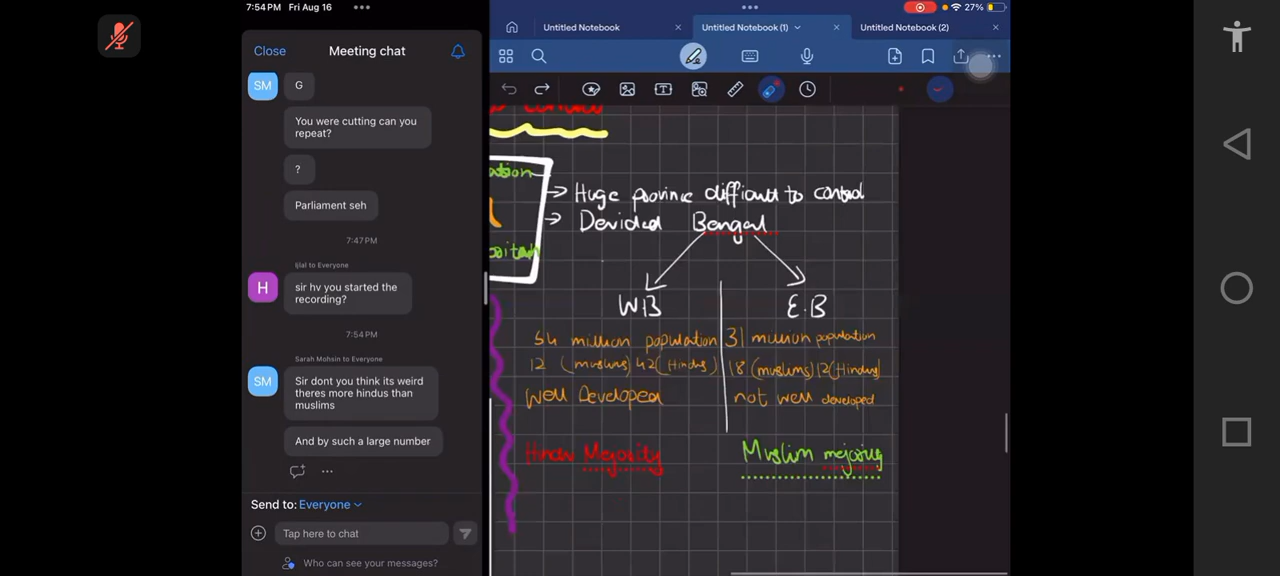 7:54 PM Fri Aug 16
27%
Close
Meeting chat
SM
G
You were cutting can you
repeat?
?
Parliament seh
7:47 PM
Ijlal to Everyone
H
sir hv you started the
recording?
7:54 PM
Sarah Mohsin to Everyone
SM
Sir dont you think its weird
theres more hindus than
muslims
And by such a large number
Send to: Everyone
Tap here to chat
Who can see your messages?
Untitled Notebook
Untitled Notebook (1)
Untitled Notebook (2)
Huge province difficult to control
Devided Bengal
WB
E.B
54 million population
31 million population
12 (muslims) 42 (Hindus)
18 (muslims) 12 (Hindus)
Well Developed
not well developed
Hindu Mejority
Muslim mejority